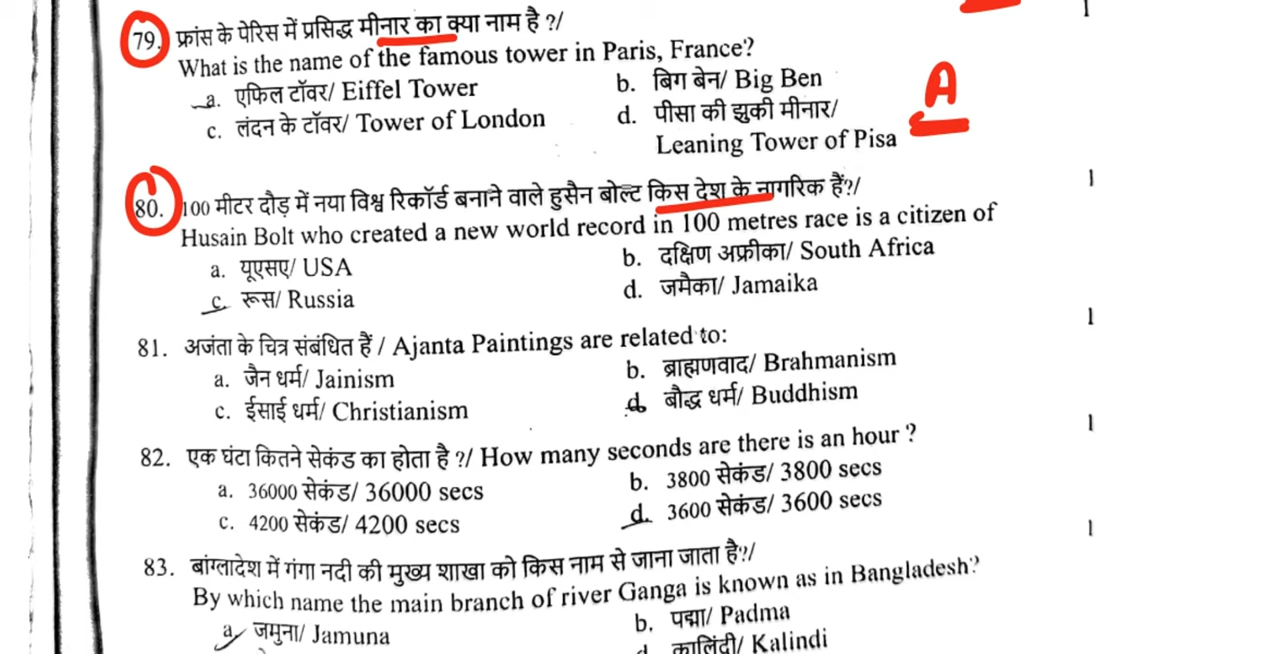 79. फ्रांस के पेरिस में प्रसिद्ध मीनार का क्या नाम है ?/
What is the name of the famous tower in Paris, France?
a. एफिल टॉवर/ Eiffel Tower b. बिग बेन/ Big Ben
c. लंदन के टॉवर/ Tower of London d. पीसा की झुकी मीनार/
Leaning Tower of Pisa
A
1
80. 100 मीटर दौड़ में नया विश्व रिकॉर्ड बनाने वाले हुसैन बोल्ट किस देश के नागरिक हैं?/ 1
Husain Bolt who created a new world record in 100 metres race is a citizen of
a. यूएसए/ USA b. दक्षिण अफ्रीका/ South Africa
c. रूस/ Russia d. जमैका/ Jamaika
81. अजंता के चित्र संबंधित हैं / Ajanta Paintings are related to: 1
a. जैन धर्म/ Jainism b. ब्राह्मणवाद/ Brahmanism
c. ईसाई धर्म/ Christianism d. बौद्ध धर्म/ Buddhism
82. एक घंटा कितने सेकंड का होता है ?/ How many seconds are there is an hour ? 1
a. 36000 सेकंड/ 36000 secs b. 3800 सेकंड/ 3800 secs
c. 4200 सेकंड/ 4200 secs d. 3600 सेकंड/ 3600 secs
83. बांग्लादेश में गंगा नदी की मुख्य शाखा को किस नाम से जाना जाता है?/ 1
By which name the main branch of river Ganga is known as in Bangladesh?
a. जमुना/ Jamuna b. पद्मा/ Padma
कालिंदी/ Kalindi